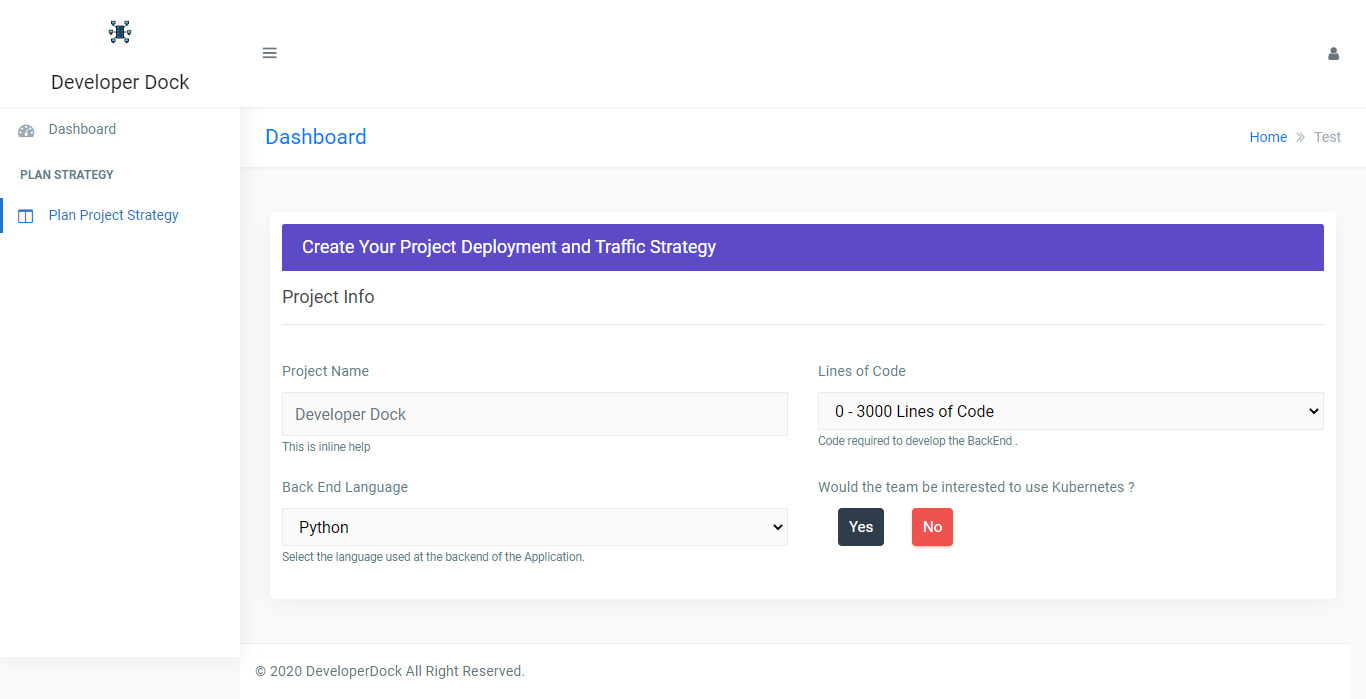 Developer Dock
Dashboard
PLAN STRATEGY
Plan Project Strategy
Dashboard
Home » Test
Create Your Project Deployment and Traffic Strategy
Project Info
Project Name
Developer Dock
This is inline help
Lines of Code
0 - 3000 Lines of Code
Code required to develop the BackEnd .
Back End Language
Python
Select the language used at the backend of the Application.
Would the team be interested to use Kubernetes ?
Yes
No
© 2020 DeveloperDock All Right Reserved.